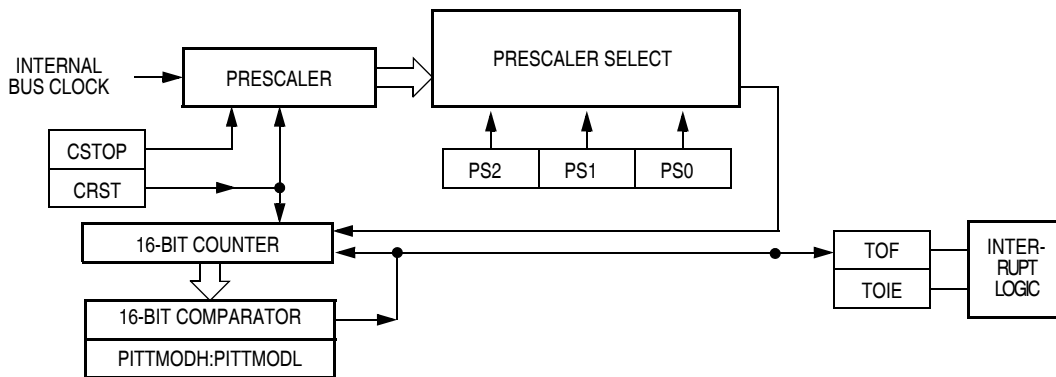 INTERNAL
BUS CLOCK
PRESCALER
PRESCALER SELECT
CSTOP
CRST
PS2
PS1
PS0
16-BIT COUNTER
TOF
TOIE
INTER-
RUPT
LOGIC
16-BIT COMPARATOR
PITTMODH:PITTMODL